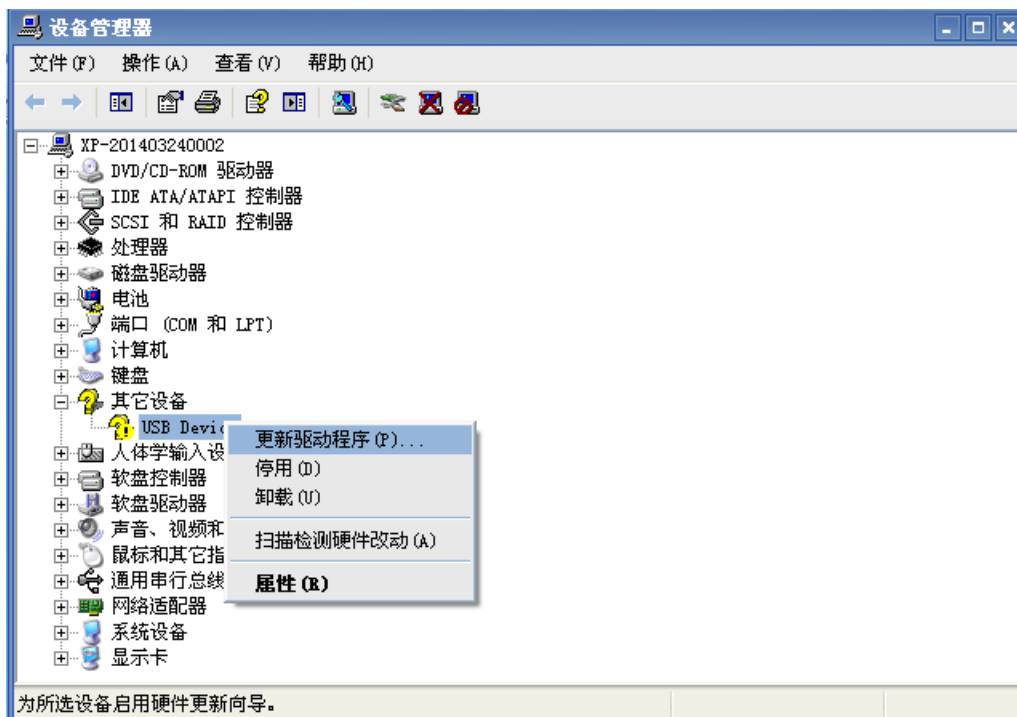 设备管理器
文件(F) 操作(A) 查看(V) 帮助(H)
XP-201403240002
DVD/CD-ROM 驱动器
IDE ATA/ATAPI 控制器
SCSI 和 RAID 控制器
处理器
磁盘驱动器
电池
端口 (COM 和 LPT)
计算机
键盘
其它设备
USB Devic
人体学输入设
软盘控制器
软盘驱动器
声音、视频和
鼠标和其它指
通用串行总线
网络适配器
系统设备
显示卡
更新驱动程序(P)...
停用(D)
卸载(U)
扫描检测硬件改动(A)
属性(R)
为所选设备启用硬件更新向导。